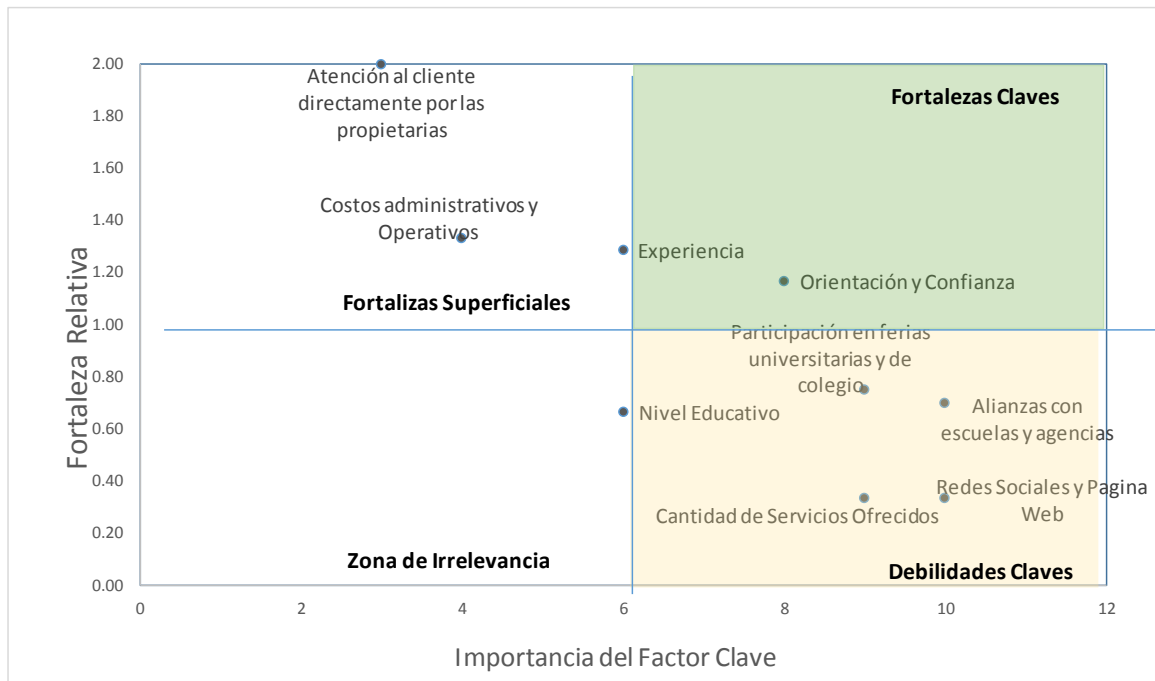 2.00
Atención al cliente
directamente por las
propietarias
Fortalezas Claves
1.80
1.60
Costos administrativos y
Operativos
1.40
Experiencia
1.20
Orientación y Confianza
Fortalizas Superficiales
1.00
Participación en ferias
universitarias y de
colegio
0.80
Nivel Educativo
Alianzas con
escuelas y agencias
0.60
0.40
Redes Sociales y Pagina
Web
Cantidad de Servicios Ofrecidos
0.20
Zona de Irrelevancia
Debilidades Claves
0.00
0 2 4 6 8 10 12
Fortaleza Relativa
Importancia del Factor Clave